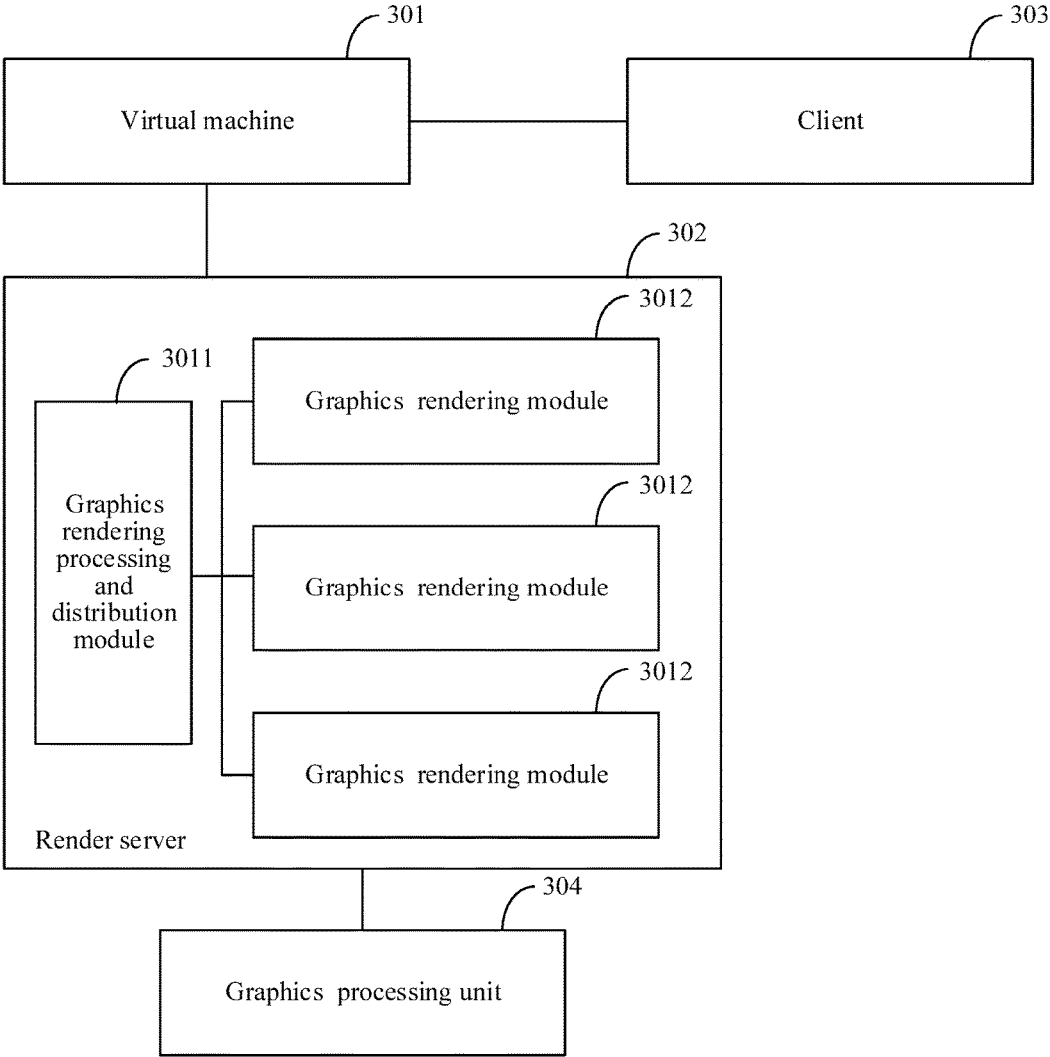 301
303
Virtual machine
Client
302
3012
3011
Graphics rendering module
3012
Graphics
rendering
processing
and
distribution
module
Graphics rendering module
3012
Graphics rendering module
Render server
304
Graphics processing unit